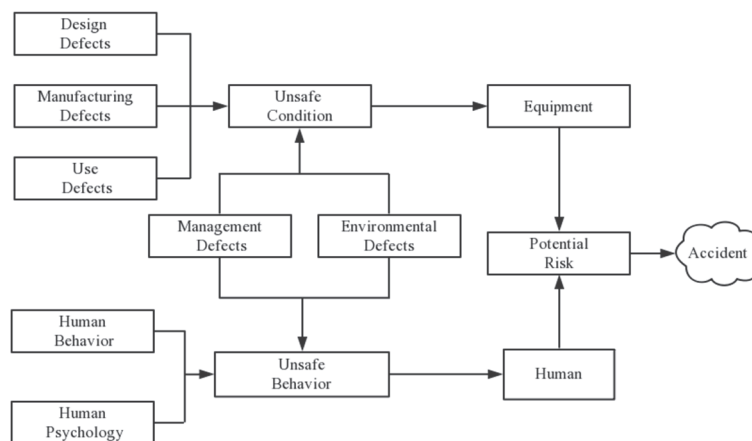 Design
Defects
Manufacturing
Defects
Unsafe
Condition
Equipment
Use
Defects
Management
Defects
Environmental
Defects
Potential
Risk
Accident
Human
Behavior
Unsafe
Behavior
Human
Human
Psychology